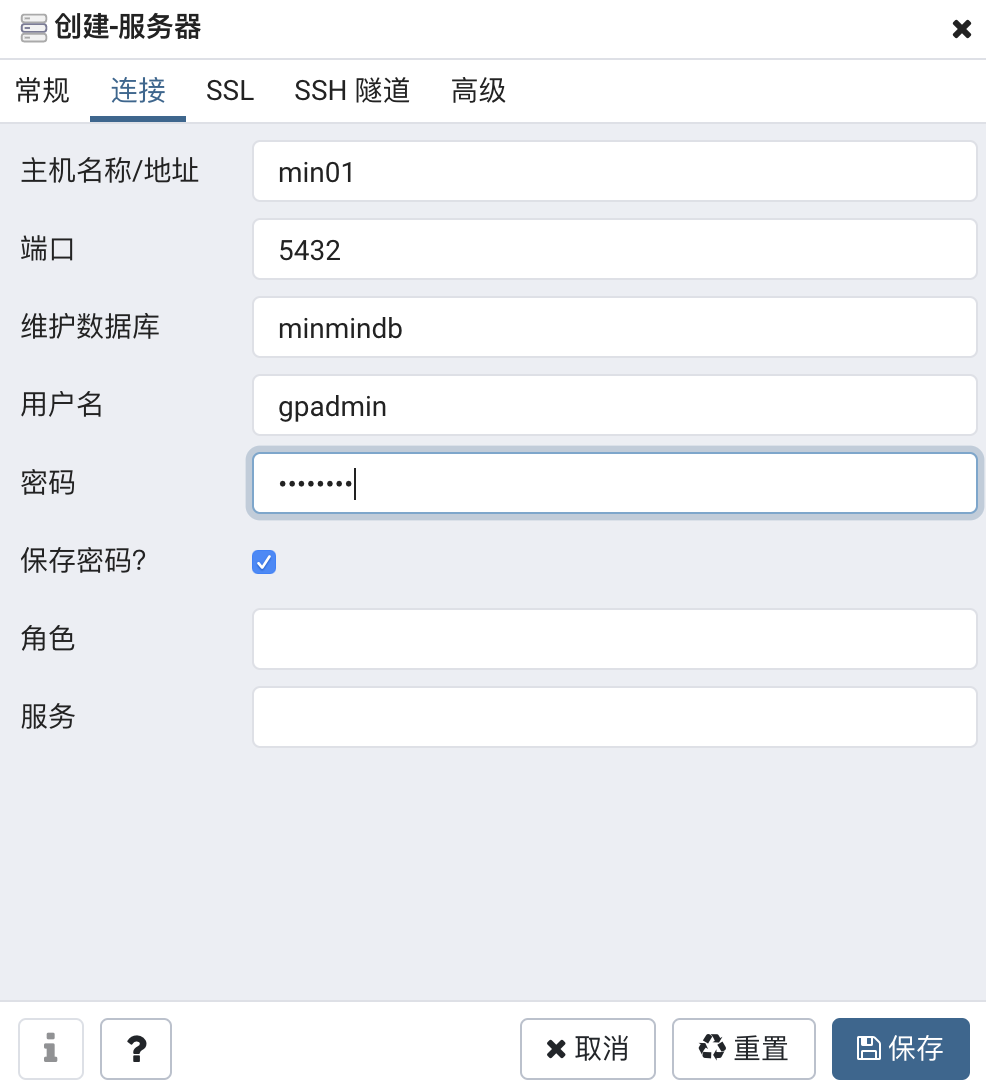 创建-服务器
常规 连接 SSL SSH 隧道 高级
主机名称/地址 min01
端口 5432
维护数据库 minmindb
用户名 gpadmin
密码 ••••••••
保存密码?
角色
服务
取消 重置 保存